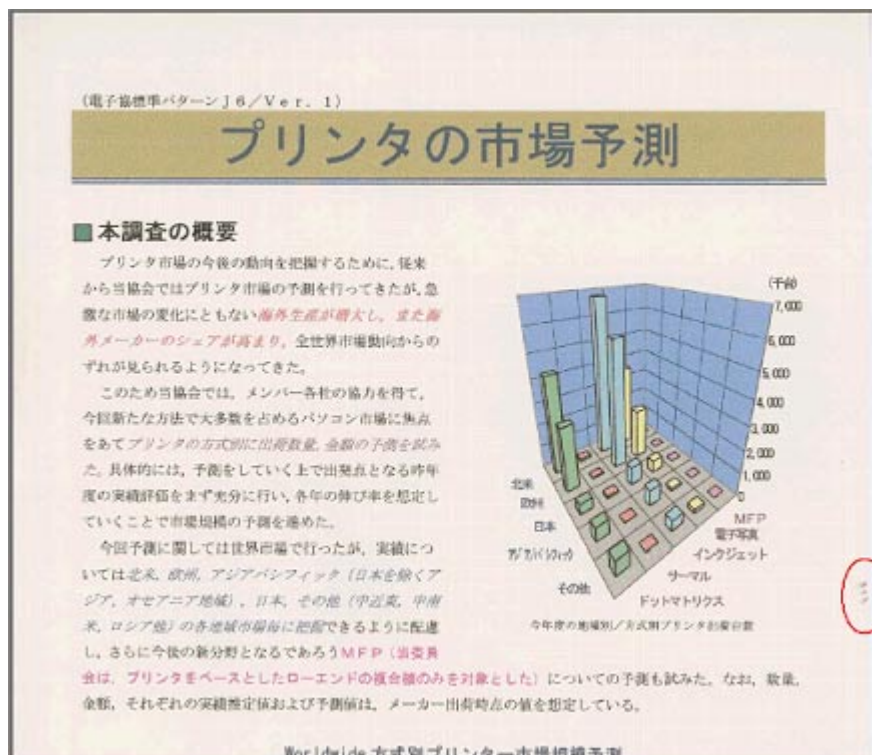 （電子協標準パターンＪ６／Ｖｅｒ．１）
プリンタの市場予測
■本調査の概要
プリンタ市場の今後の動向を把握するために，従来
から当協会ではプリンタ市場の予測を行ってきたが，急
激な市場の変化にともない海外生産が増大し，また海
外メーカーのシェアが高まり，全世界市場動向からの
ずれが見られるようになってきた。
このため当協会では，メンバー各社の協力を得て，
今回新たな方法で大多数を占めるパソコン市場に焦点
をあてプリンタの方式別に出荷数量，金額の予測を試み
た。具体的には，予測をしていく上で出発点となる昨年
度の実績評価をまず充分に行い，各年の伸び率を想定し
ていくことで市場規模の予測を進めた。
今回予測に関しては世界市場で行ったが，実績につ
いては北米，欧州，アジアパシフィック（日本を除くア
ジア，オセアニア地域），日本，その他（中近東，中南
米，ロシア他）の各地域市場毎に把握できるように配慮
し，さらに今後の新分野となるであろうＭＦＰ（当委員
会は，プリンタをベースとしたローエンドの複合機のみを対象とした）についての予測も試みた。なお，数量，
金額，それぞれの実績推定値および予測値は，メーカー出荷時点の値を想定している。
(千台)
7,000
6,000
5,000
4,000
3,000
2,000
1,000
0
北米
欧州
日本
アジアパシフィック
その他
MFP
電子写真
インクジェット
サーマル
ドットマトリクス
今年度の地域別／方式別プリンタ出荷台数
Worldwide 方式別プリンター市場規模予測